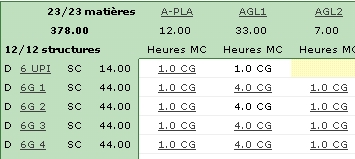 23/23 matières A-PLA AGL1 AGL2
378.00 12.00 33.00 7.00
12/12 structures Heures MC Heures MC Heures MC
D 6 UPI SC 14.00 1.0 CG 1.0 CG
D 6G 1 SC 44.00 1.0 CG 4.0 CG 1.0 CG
D 6G 2 SC 44.00 1.0 CG 4.0 CG 1.0 CG
D 6G 3 SC 44.00 1.0 CG 4.0 CG 1.0 CG
D 6G 4 SC 44.00 1.0 CG 4.0 CG 1.0 CG